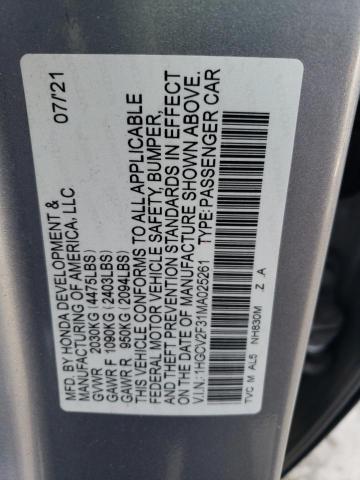 MFD. BY HONDA DEVELOPMENT & 07/21
MANUFACTURING OF AMERICA, LLC
GVWR 2030KG (4475LBS)
GAWR F 1090KG (2403LBS)
GAWR R 950KG (2094LBS)
THIS VEHICLE CONFORMS TO ALL APPLICABLE
FEDERAL MOTOR VEHICLE SAFETY, BUMPER,
AND THEFT PREVENTION STANDARDS IN EFFECT
ON THE DATE OF MANUFACTURE SHOWN ABOVE.
V.I.N.: 1HGCV2F31MA025261 TYPE: PASSENGER CAR
TVC M AL5 NH830M Z .A